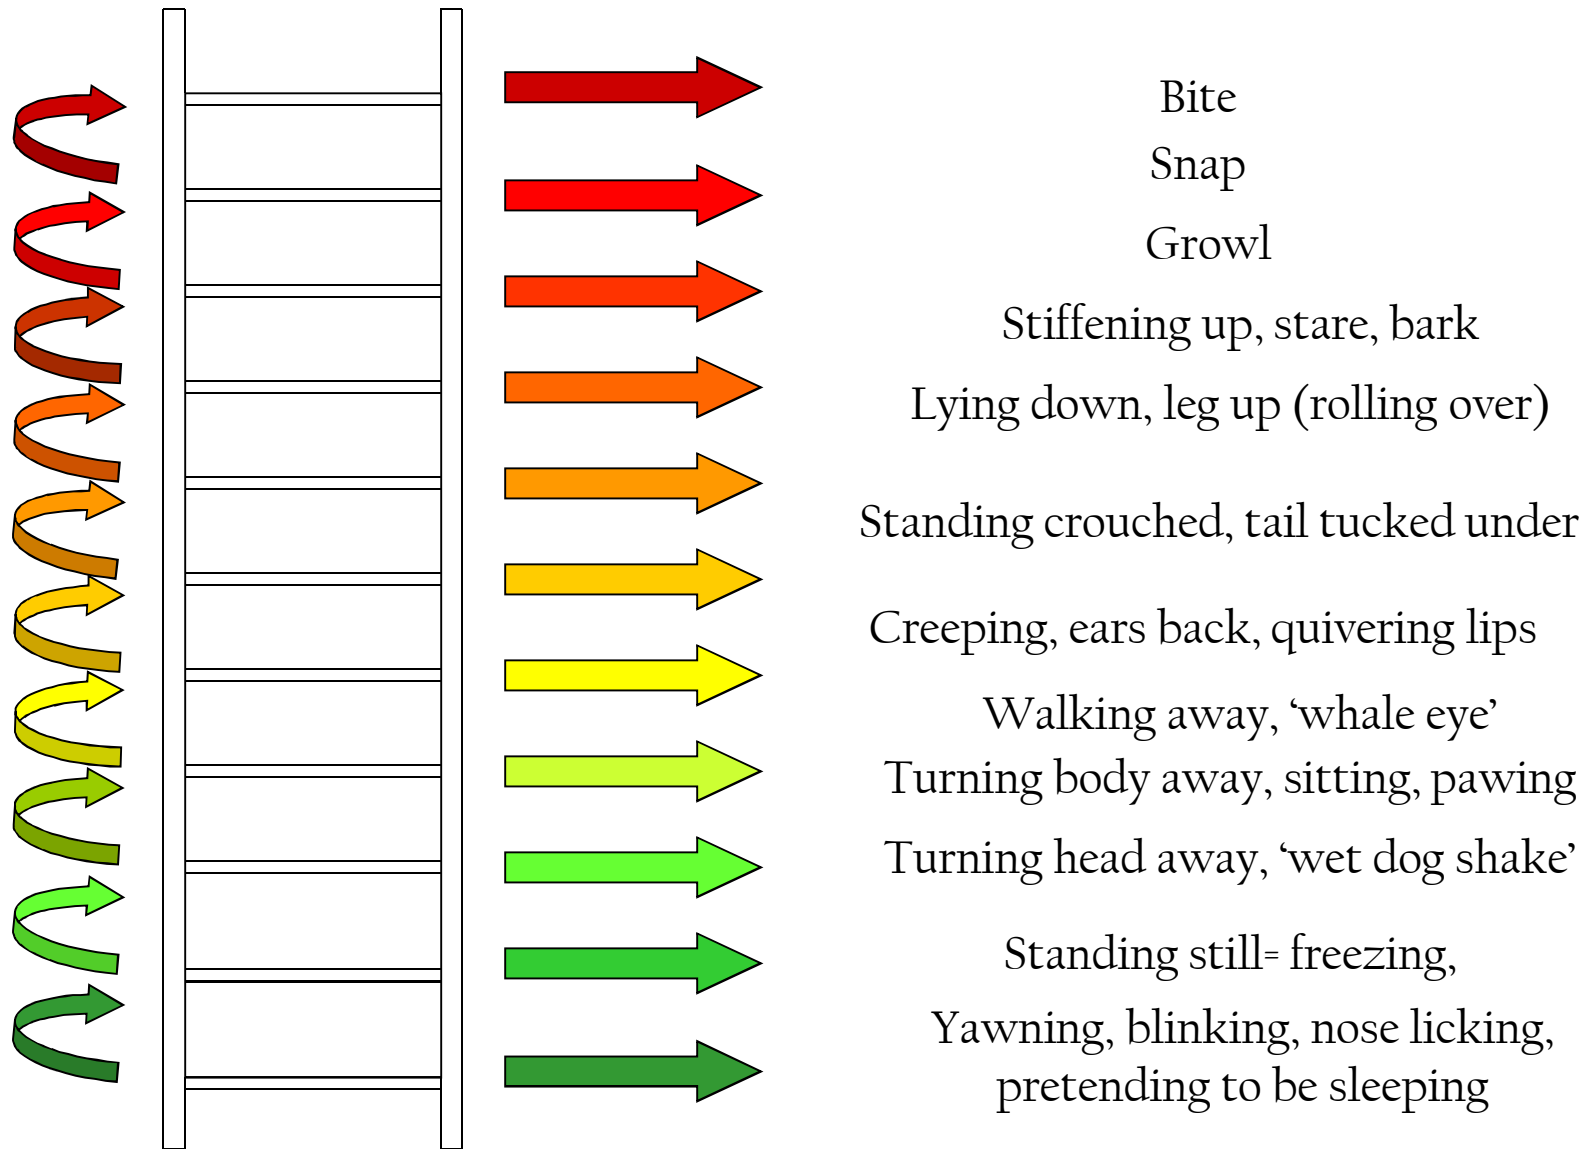 Bite
Snap
Growl
Stiffening up, stare, bark
Lying down, leg up (rolling over)
Standing crouched, tail tucked under
Creeping, ears back, quivering lips
Walking away, ‘whale eye’
Turning body away, sitting, pawing
Turning head away, ‘wet dog shake’
Standing still= freezing,
Yawning, blinking, nose licking,
pretending to be sleeping